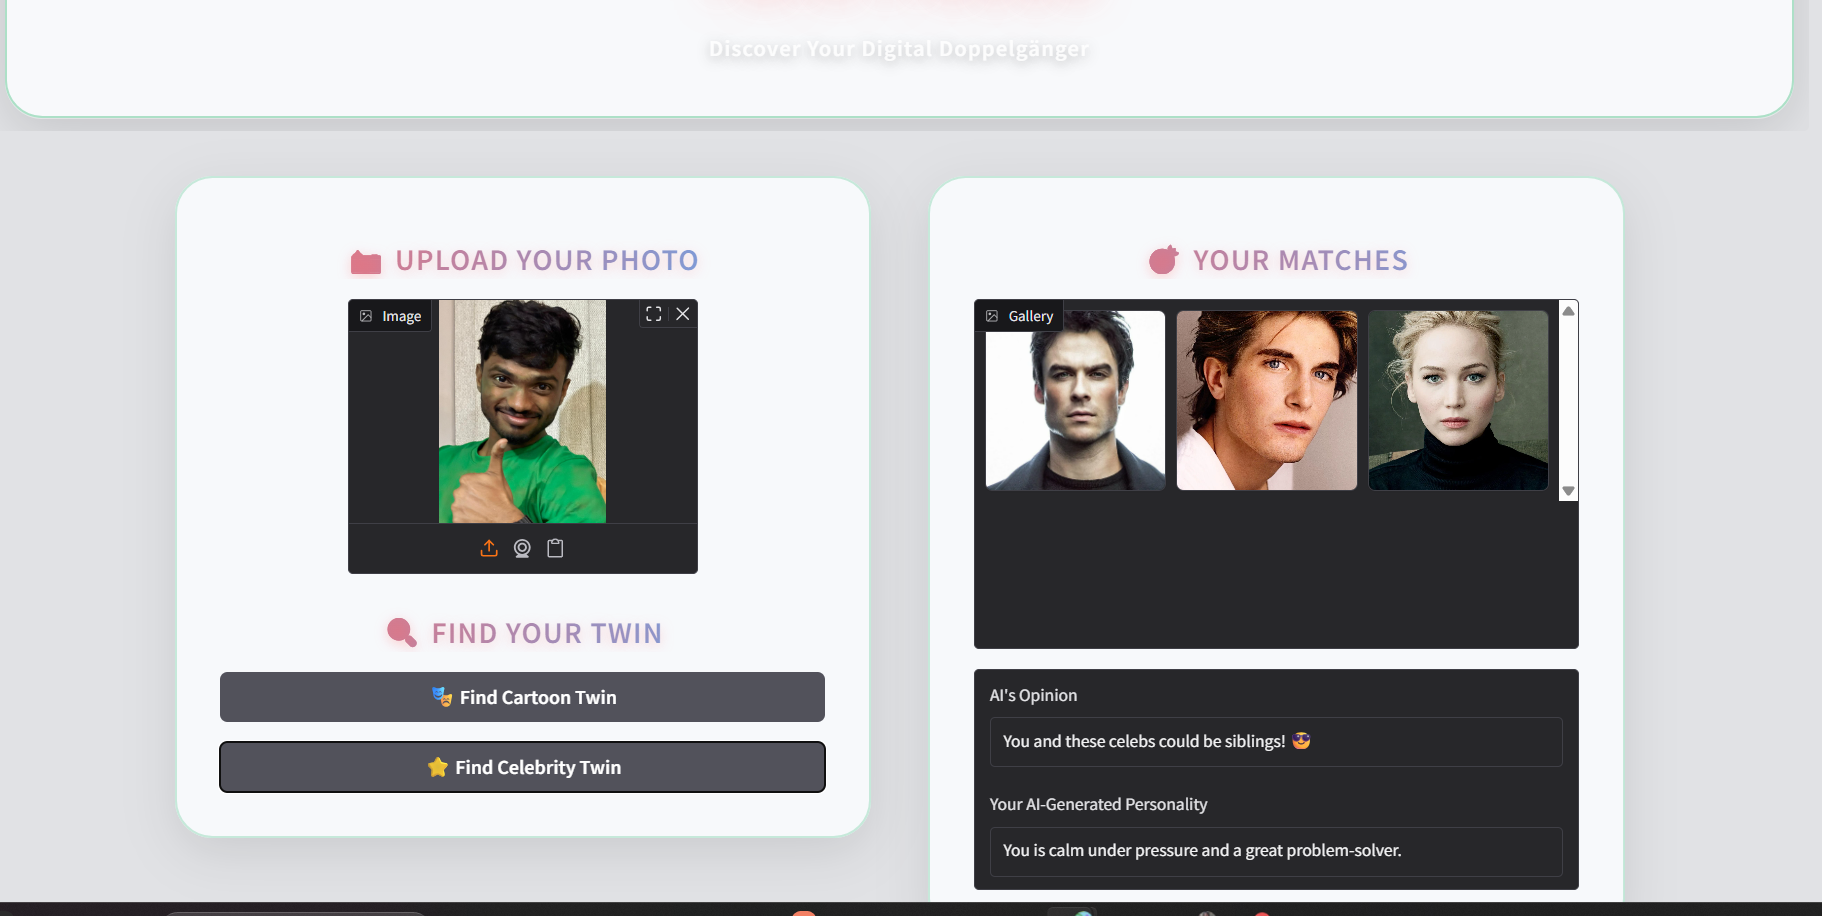 Discover Your Digital Doppelgänger
UPLOAD YOUR PHOTO
Image
FIND YOUR TWIN
🎭 Find Cartoon Twin
⭐ Find Celebrity Twin
YOUR MATCHES
Gallery
AI's Opinion
You and these celebs could be siblings! 😎
Your AI-Generated Personality
You is calm under pressure and a great problem-solver.